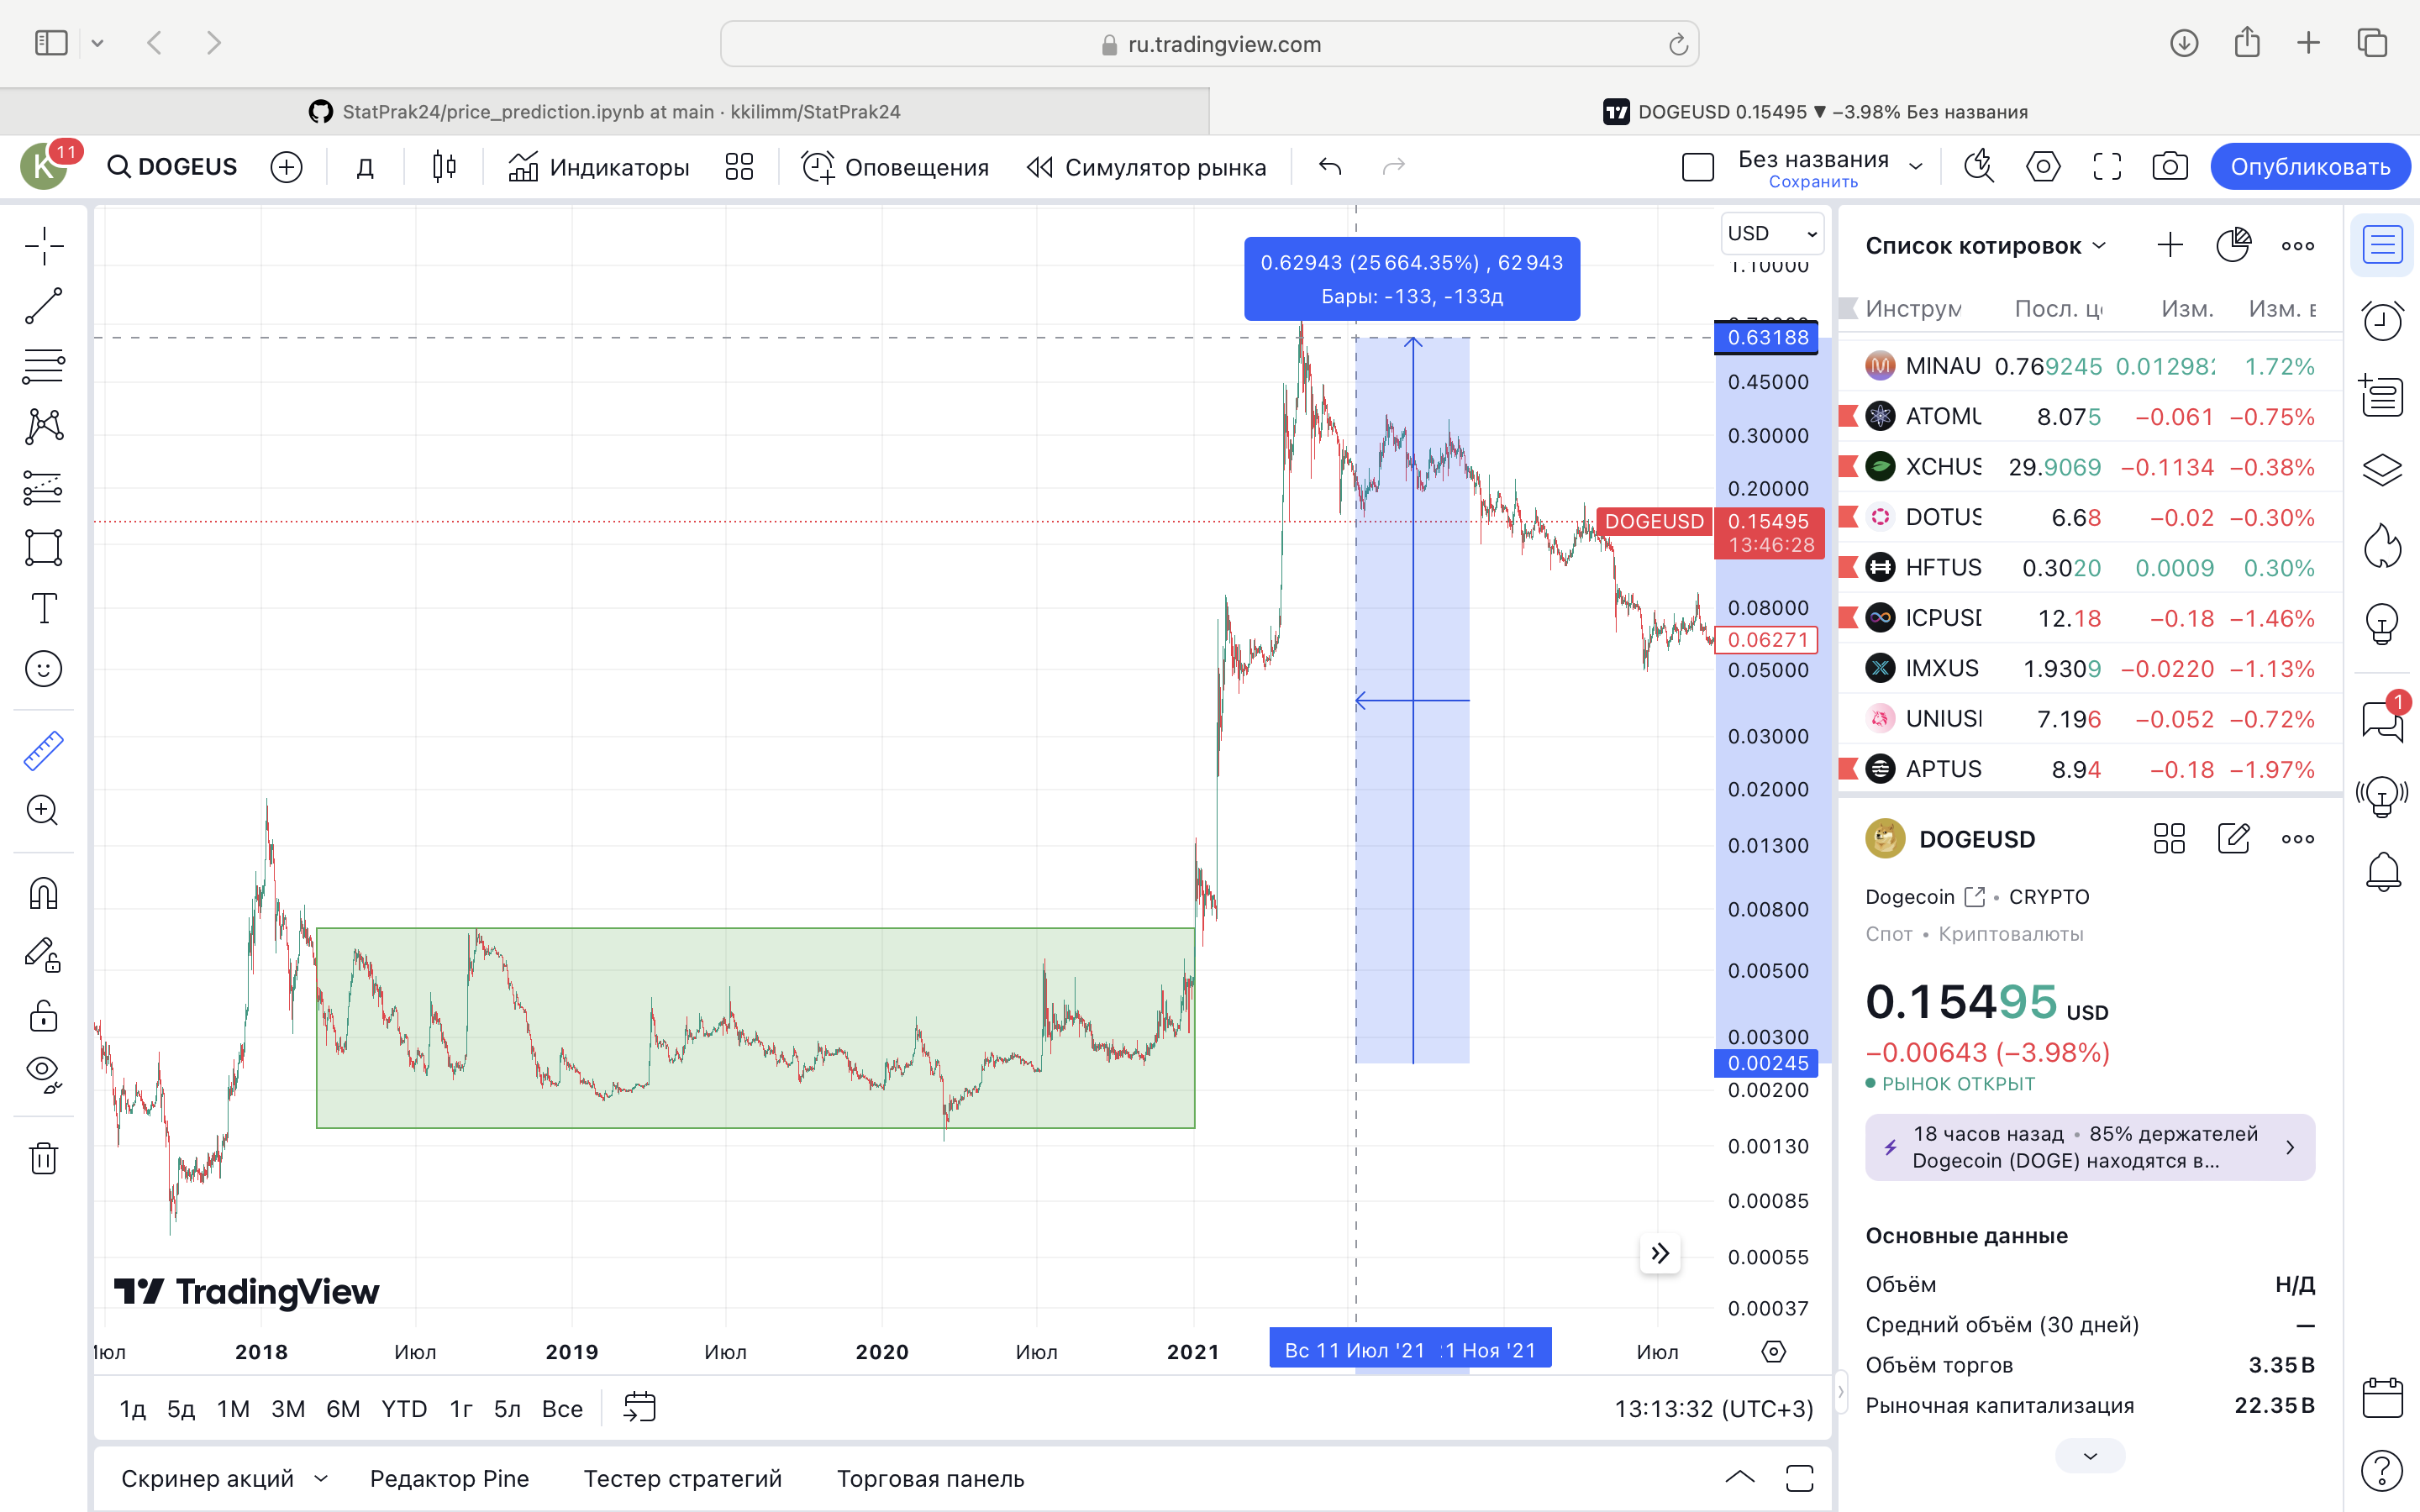 ru.tradingview.com
StatPrak24/price_prediction.ipynb at main · kkilimm/StatPrak24
DOGEUSD 0.15495 ▼ −3.98% Без названия
K
11
DOGEUS
Д
Индикаторы
Оповещения
Симулятор рынка
Без названия
Сохранить
Опубликовать
0.62943 (25 664.35%) , 62 943
Бары: -133, -133д
USD
1.10000
0.63188
0.45000
0.30000
0.20000
DOGEUSD
0.15495
13:46:28
0.08000
0.06271
0.05000
0.03000
0.02000
0.01300
0.00800
0.00500
0.00300
0.00245
0.00200
0.00130
0.00085
0.00055
0.00037
TradingView
Июл
2018
Июл
2019
Июл
2020
Июл
2021
Вс 11 Июл '21
1 Ноя '21
Июл
1д 5д 1М 3М 6М YTD 1г 5л Все
13:13:32 (UTC+3)
Скринер акций
Редактор Pine
Тестер стратегий
Торговая панель
Список котировок
Инструм Посл. це Изм. Изм. в
MINAU 0.769245 0.012982 1.72%
ATOMU 8.075 −0.061 −0.75%
XCHUS 29.9069 −0.1134 −0.38%
DOTUS 6.68 −0.02 −0.30%
HFTUS 0.3020 0.0009 0.30%
ICPUSD 12.18 −0.18 −1.46%
IMXUS 1.9309 −0.0220 −1.13%
UNIUSI 7.196 −0.052 −0.72%
APTUS 8.94 −0.18 −1.97%
DOGEUSD
Dogecoin • CRYPTO
Спот • Криптовалюты
0.15495 USD
−0.00643 (−3.98%)
РЫНОК ОТКРЫТ
18 часов назад • 85% держателей
Dogecoin (DOGE) находятся в...
Основные данные
Объём Н/Д
Средний объём (30 дней) —
Объём торгов 3.35 B
Рыночная капитализация 22.35 B
1